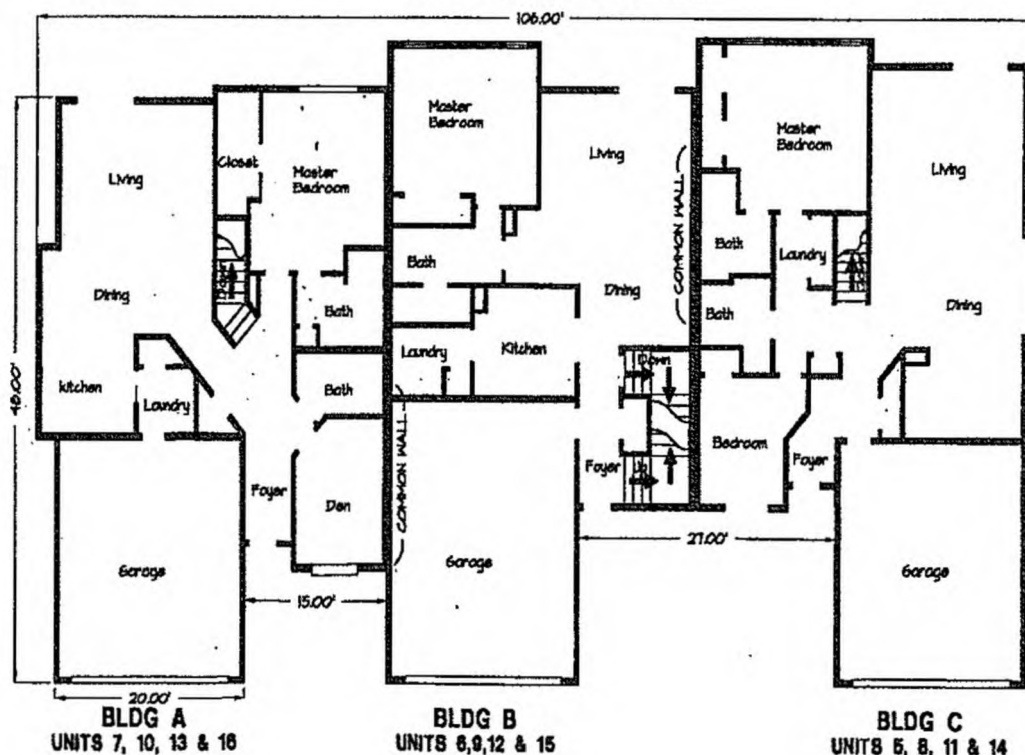 106.00'
Living
Closet
Master
Bedroom
Dining
Bath
kitchen
Laundry
Bath
Foyer
Den
Garage
48.00'
15.00'
20.00'
BLDG A
UNITS 7, 10, 13 & 16
Master
Bedroom
Living
COMMON WALL
Bath
Dining
Laundry
Kitchen
Down
COMMON WALL
Foyer
Up
Garage
27.00'
BLDG B
UNITS 6,9,12 & 15
Master
Bedroom
Living
Bath
Laundry
Bath
Dining
Bedroom
Foyer
Garage
BLDG C
UNITS 5, 8, 11 & 14